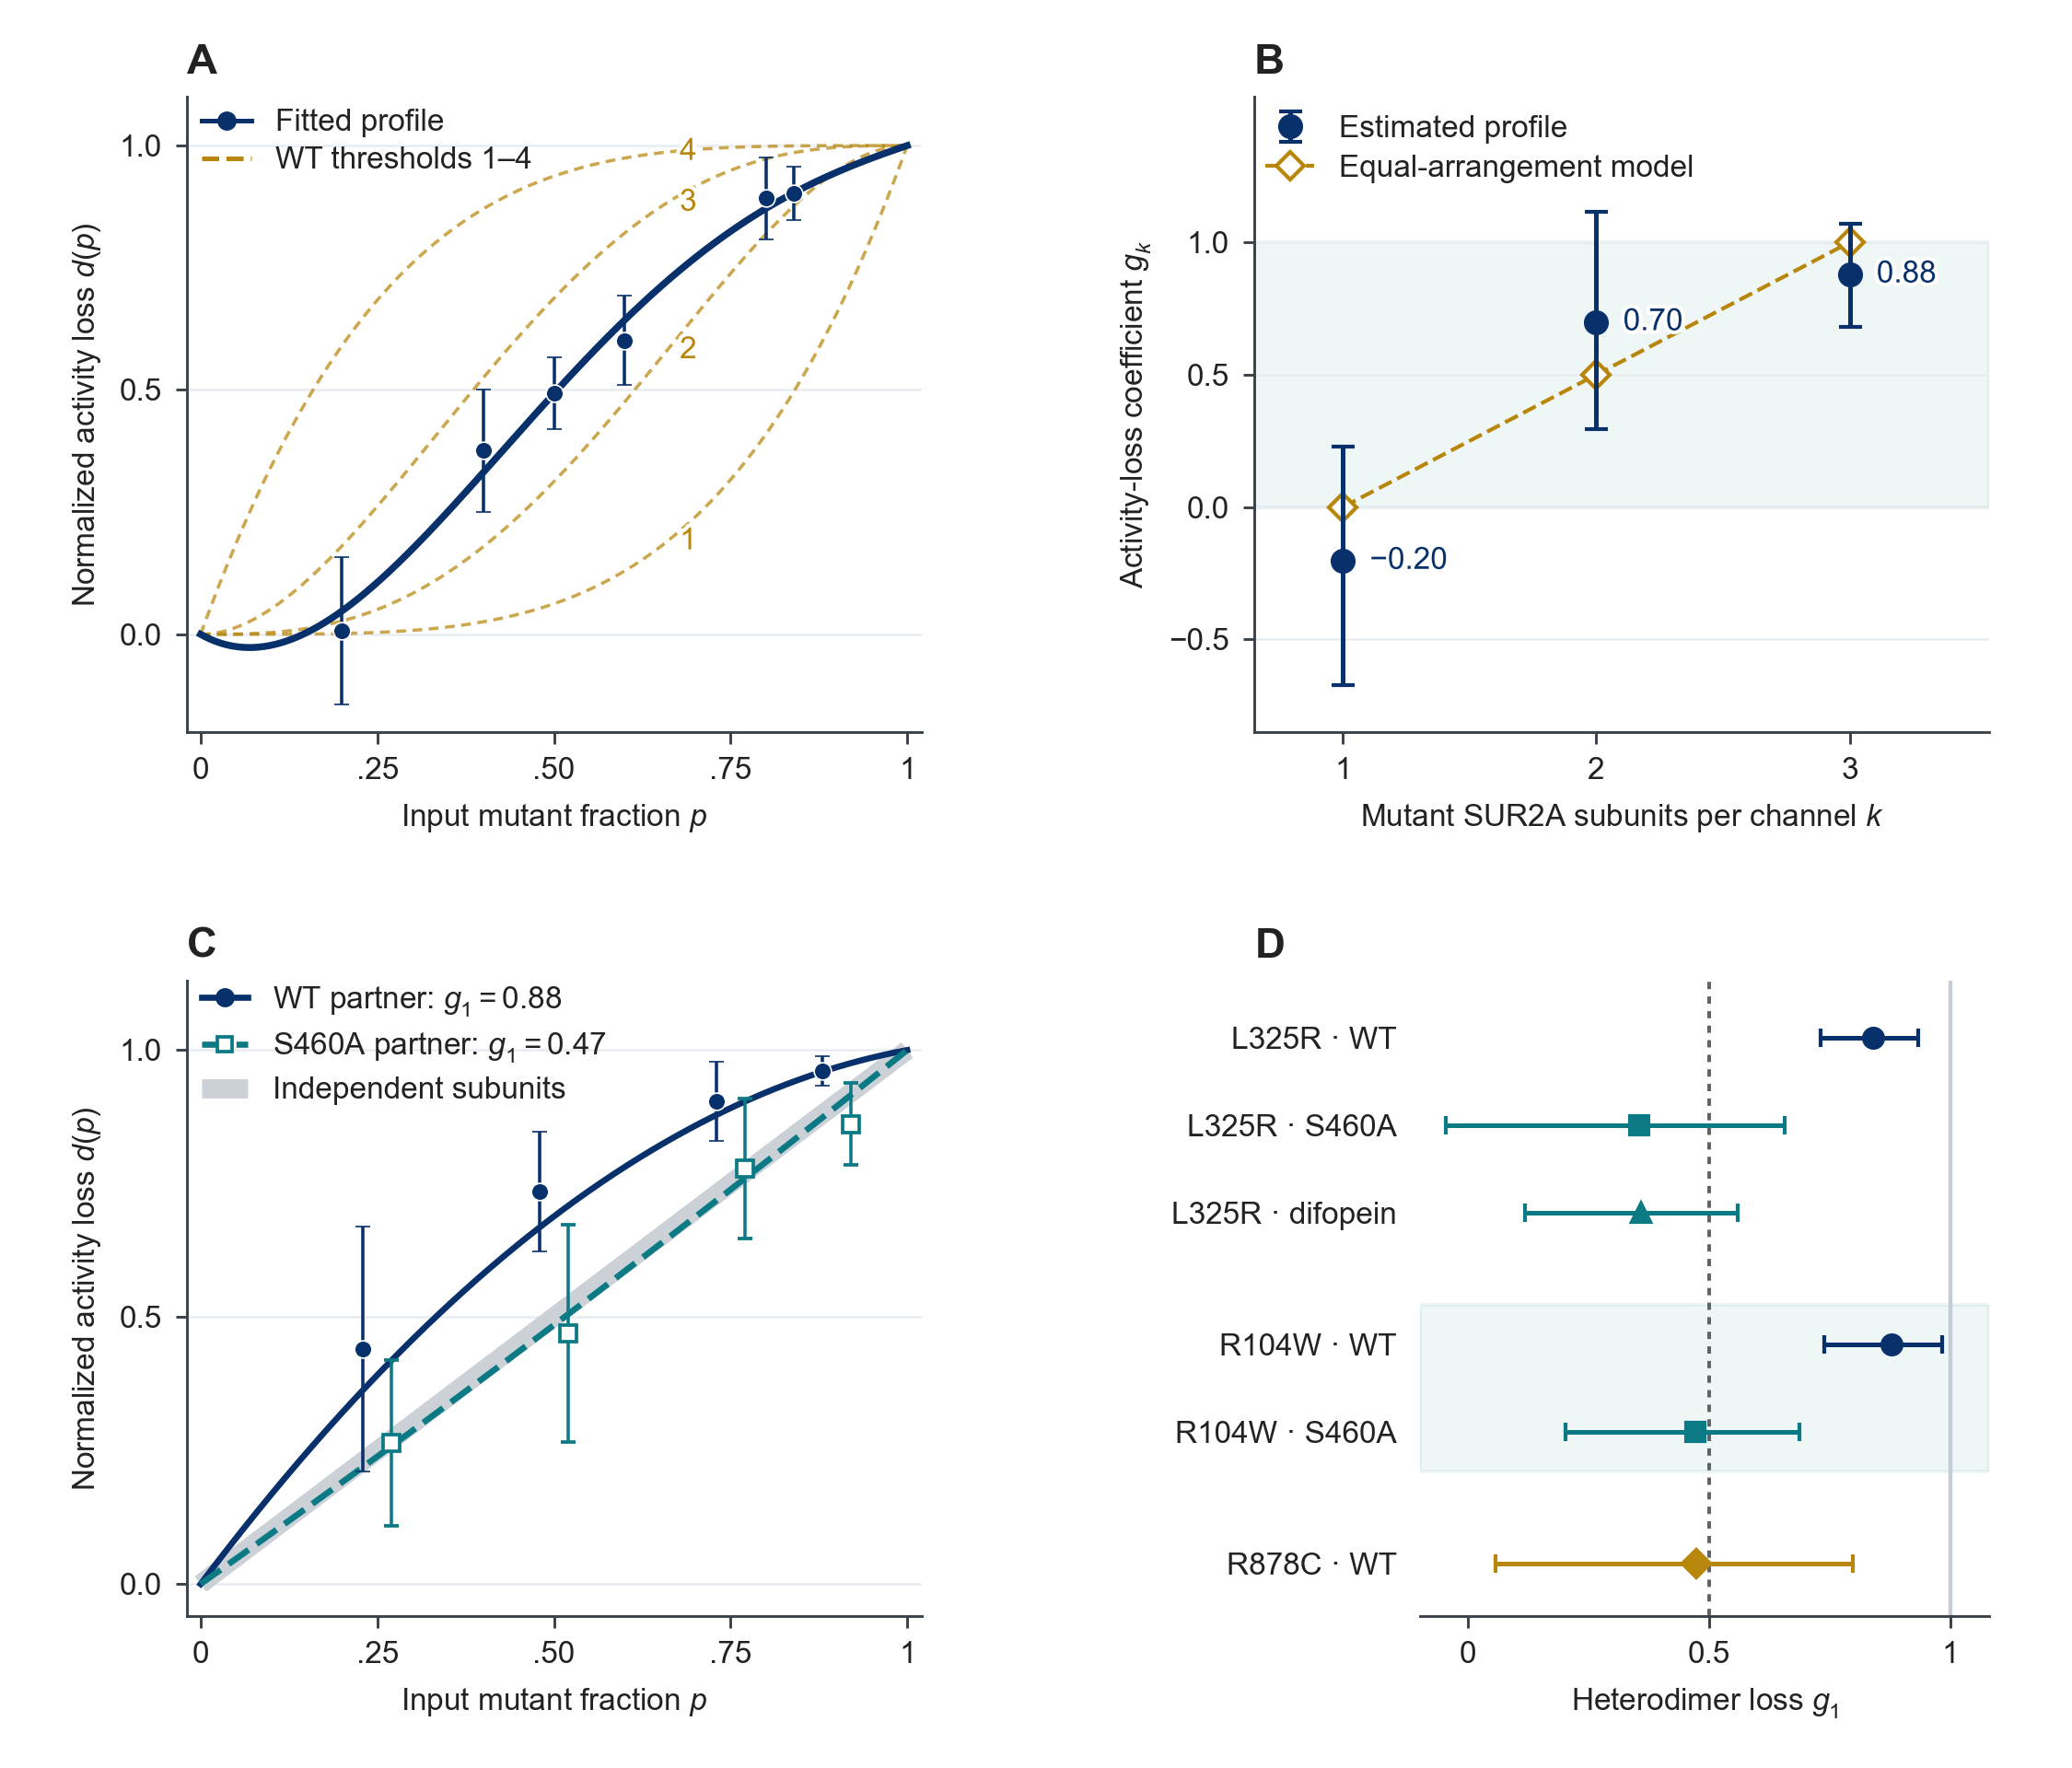 A
Fitted profile
WT thresholds 1–4
Normalized activity loss d(p)
1.0
0.5
0.0
4
3
2
1
0 .25 .50 .75 1
Input mutant fraction p
B
Estimated profile
Equal-arrangement model
Activity-loss coefficient gk
1.0
0.5
0.0
−0.5
−0.20
0.70
0.88
1 2 3
Mutant SUR2A subunits per channel k
C
WT partner: g1 = 0.88
S460A partner: g1 = 0.47
Independent subunits
Normalized activity loss d(p)
1.0
0.5
0.0
0 .25 .50 .75 1
Input mutant fraction p
D
L325R · WT
L325R · S460A
L325R · difopein
R104W · WT
R104W · S460A
R878C · WT
0 0.5 1
Heterodimer loss g1